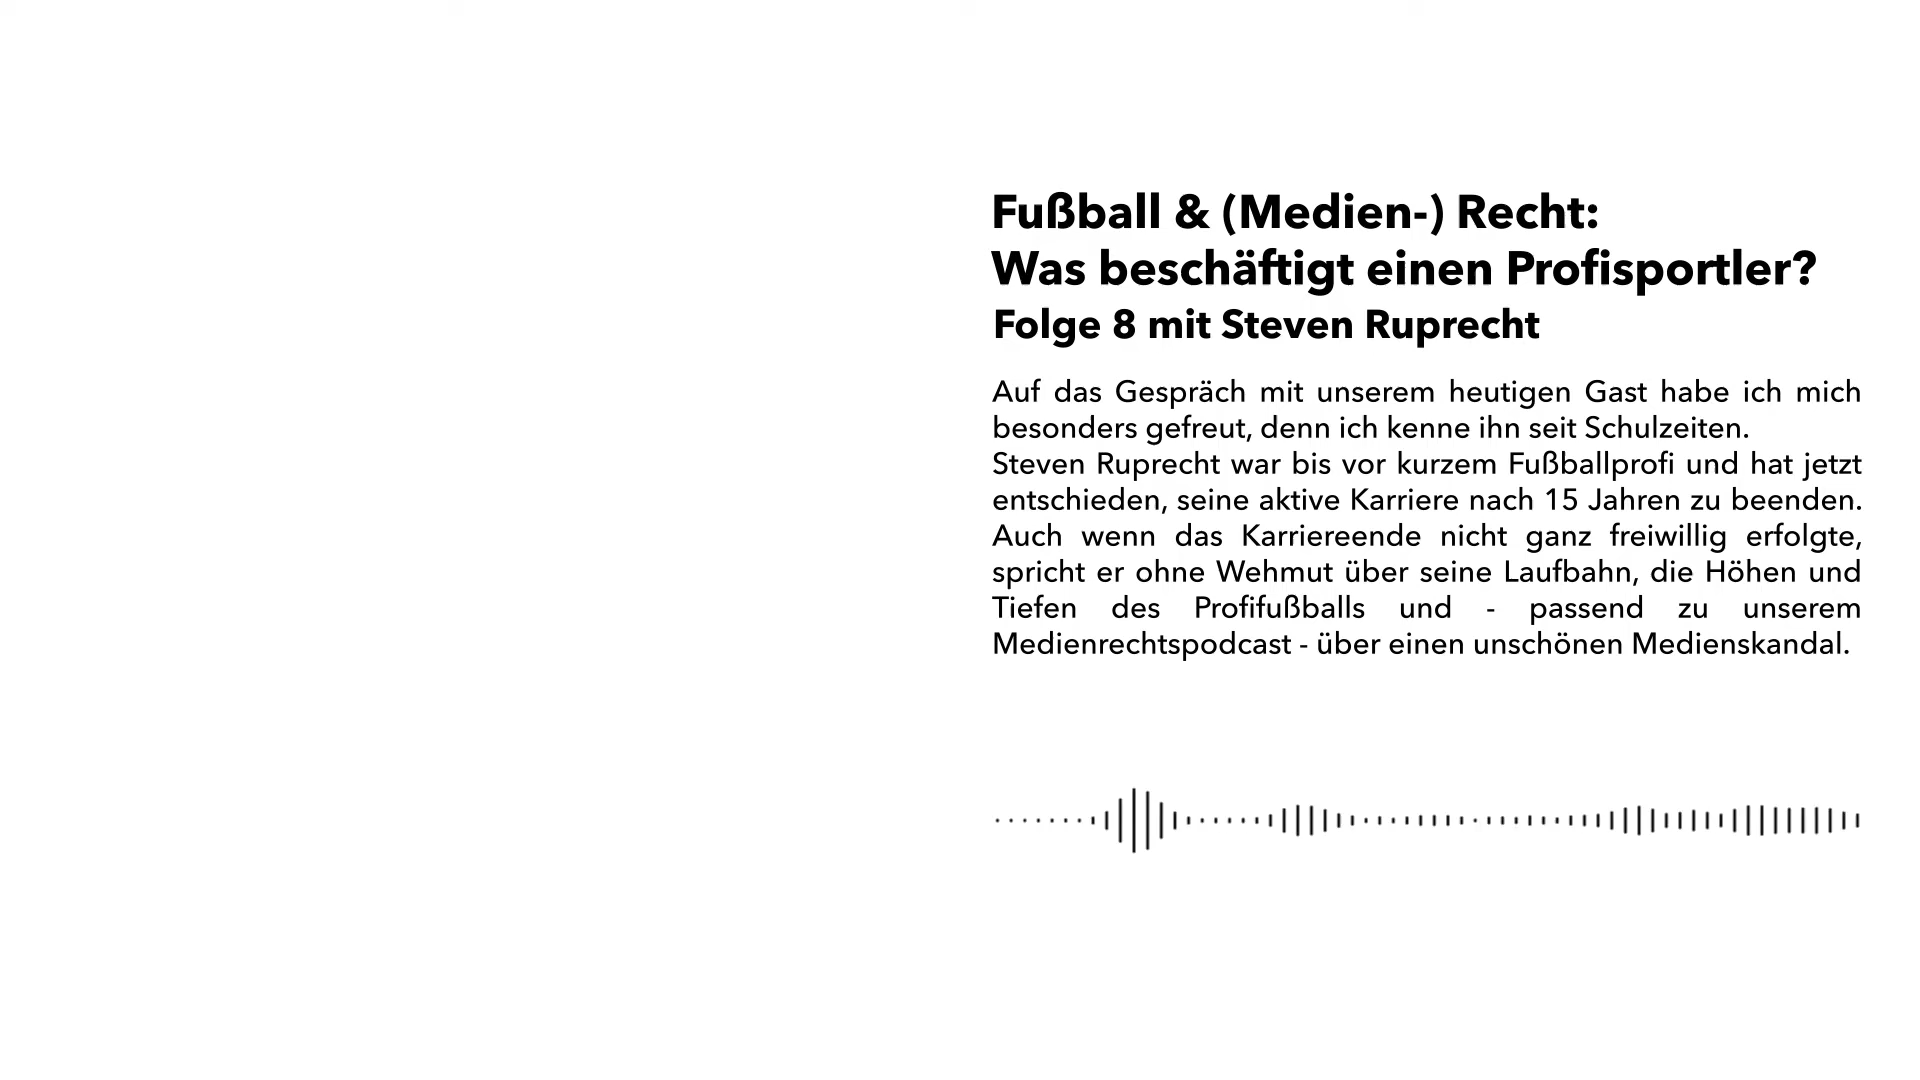 Fußball & (Medien-) Recht:
Was beschäftigt einen Profisportler?
Folge 8 mit Steven Ruprecht
Auf das Gespräch mit unserem heutigen Gast habe ich mich
besonders gefreut, denn ich kenne ihn seit Schulzeiten.
Steven Ruprecht war bis vor kurzem Fußballprofi und hat jetzt
entschieden, seine aktive Karriere nach 15 Jahren zu beenden.
Auch wenn das Karriereende nicht ganz freiwillig erfolgte,
spricht er ohne Wehmut über seine Laufbahn, die Höhen und
Tiefen des Profifußballs und - passend zu unserem
Medienrechtspodcast - über einen unschönen Medienskandal.